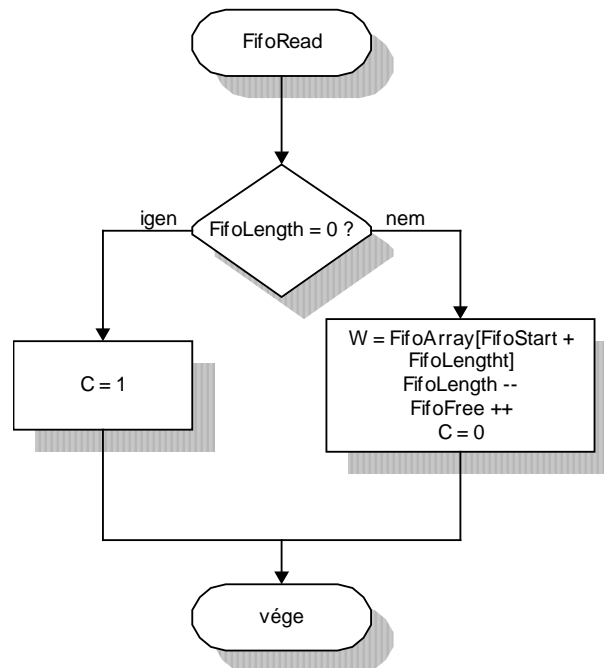 FifoRead
FifoLength = 0 ?
igen
nem
C = 1
W = FifoArray[FifoStart +
FifoLengtht]
FifoLength --
FifoFree ++
C = 0
vége